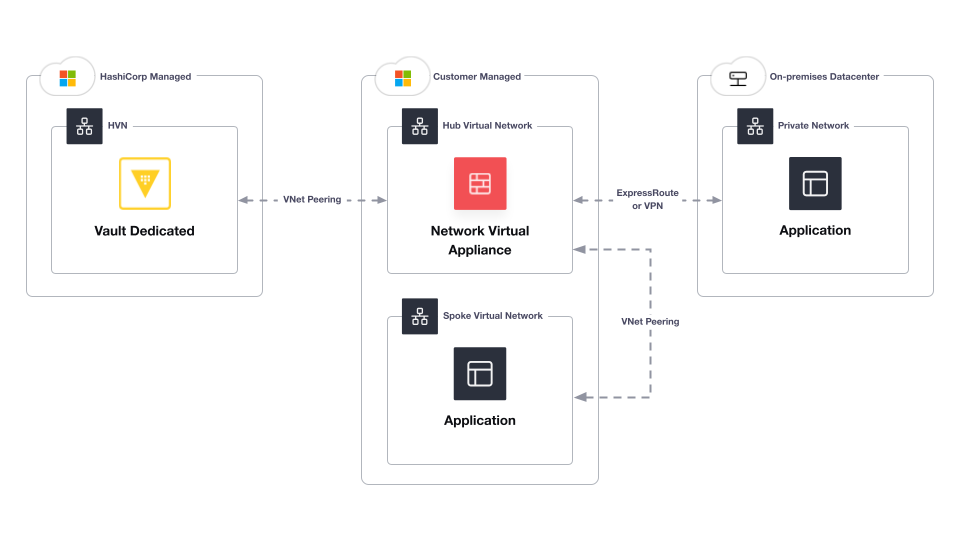 HashiCorp Managed
HVN
Vault Dedicated
VNet Peering
Customer Managed
Hub Virtual Network
Network Virtual
Appliance
ExpressRoute
or VPN
VNet Peering
Spoke Virtual Network
Application
On-premises Datacenter
Private Network
Application